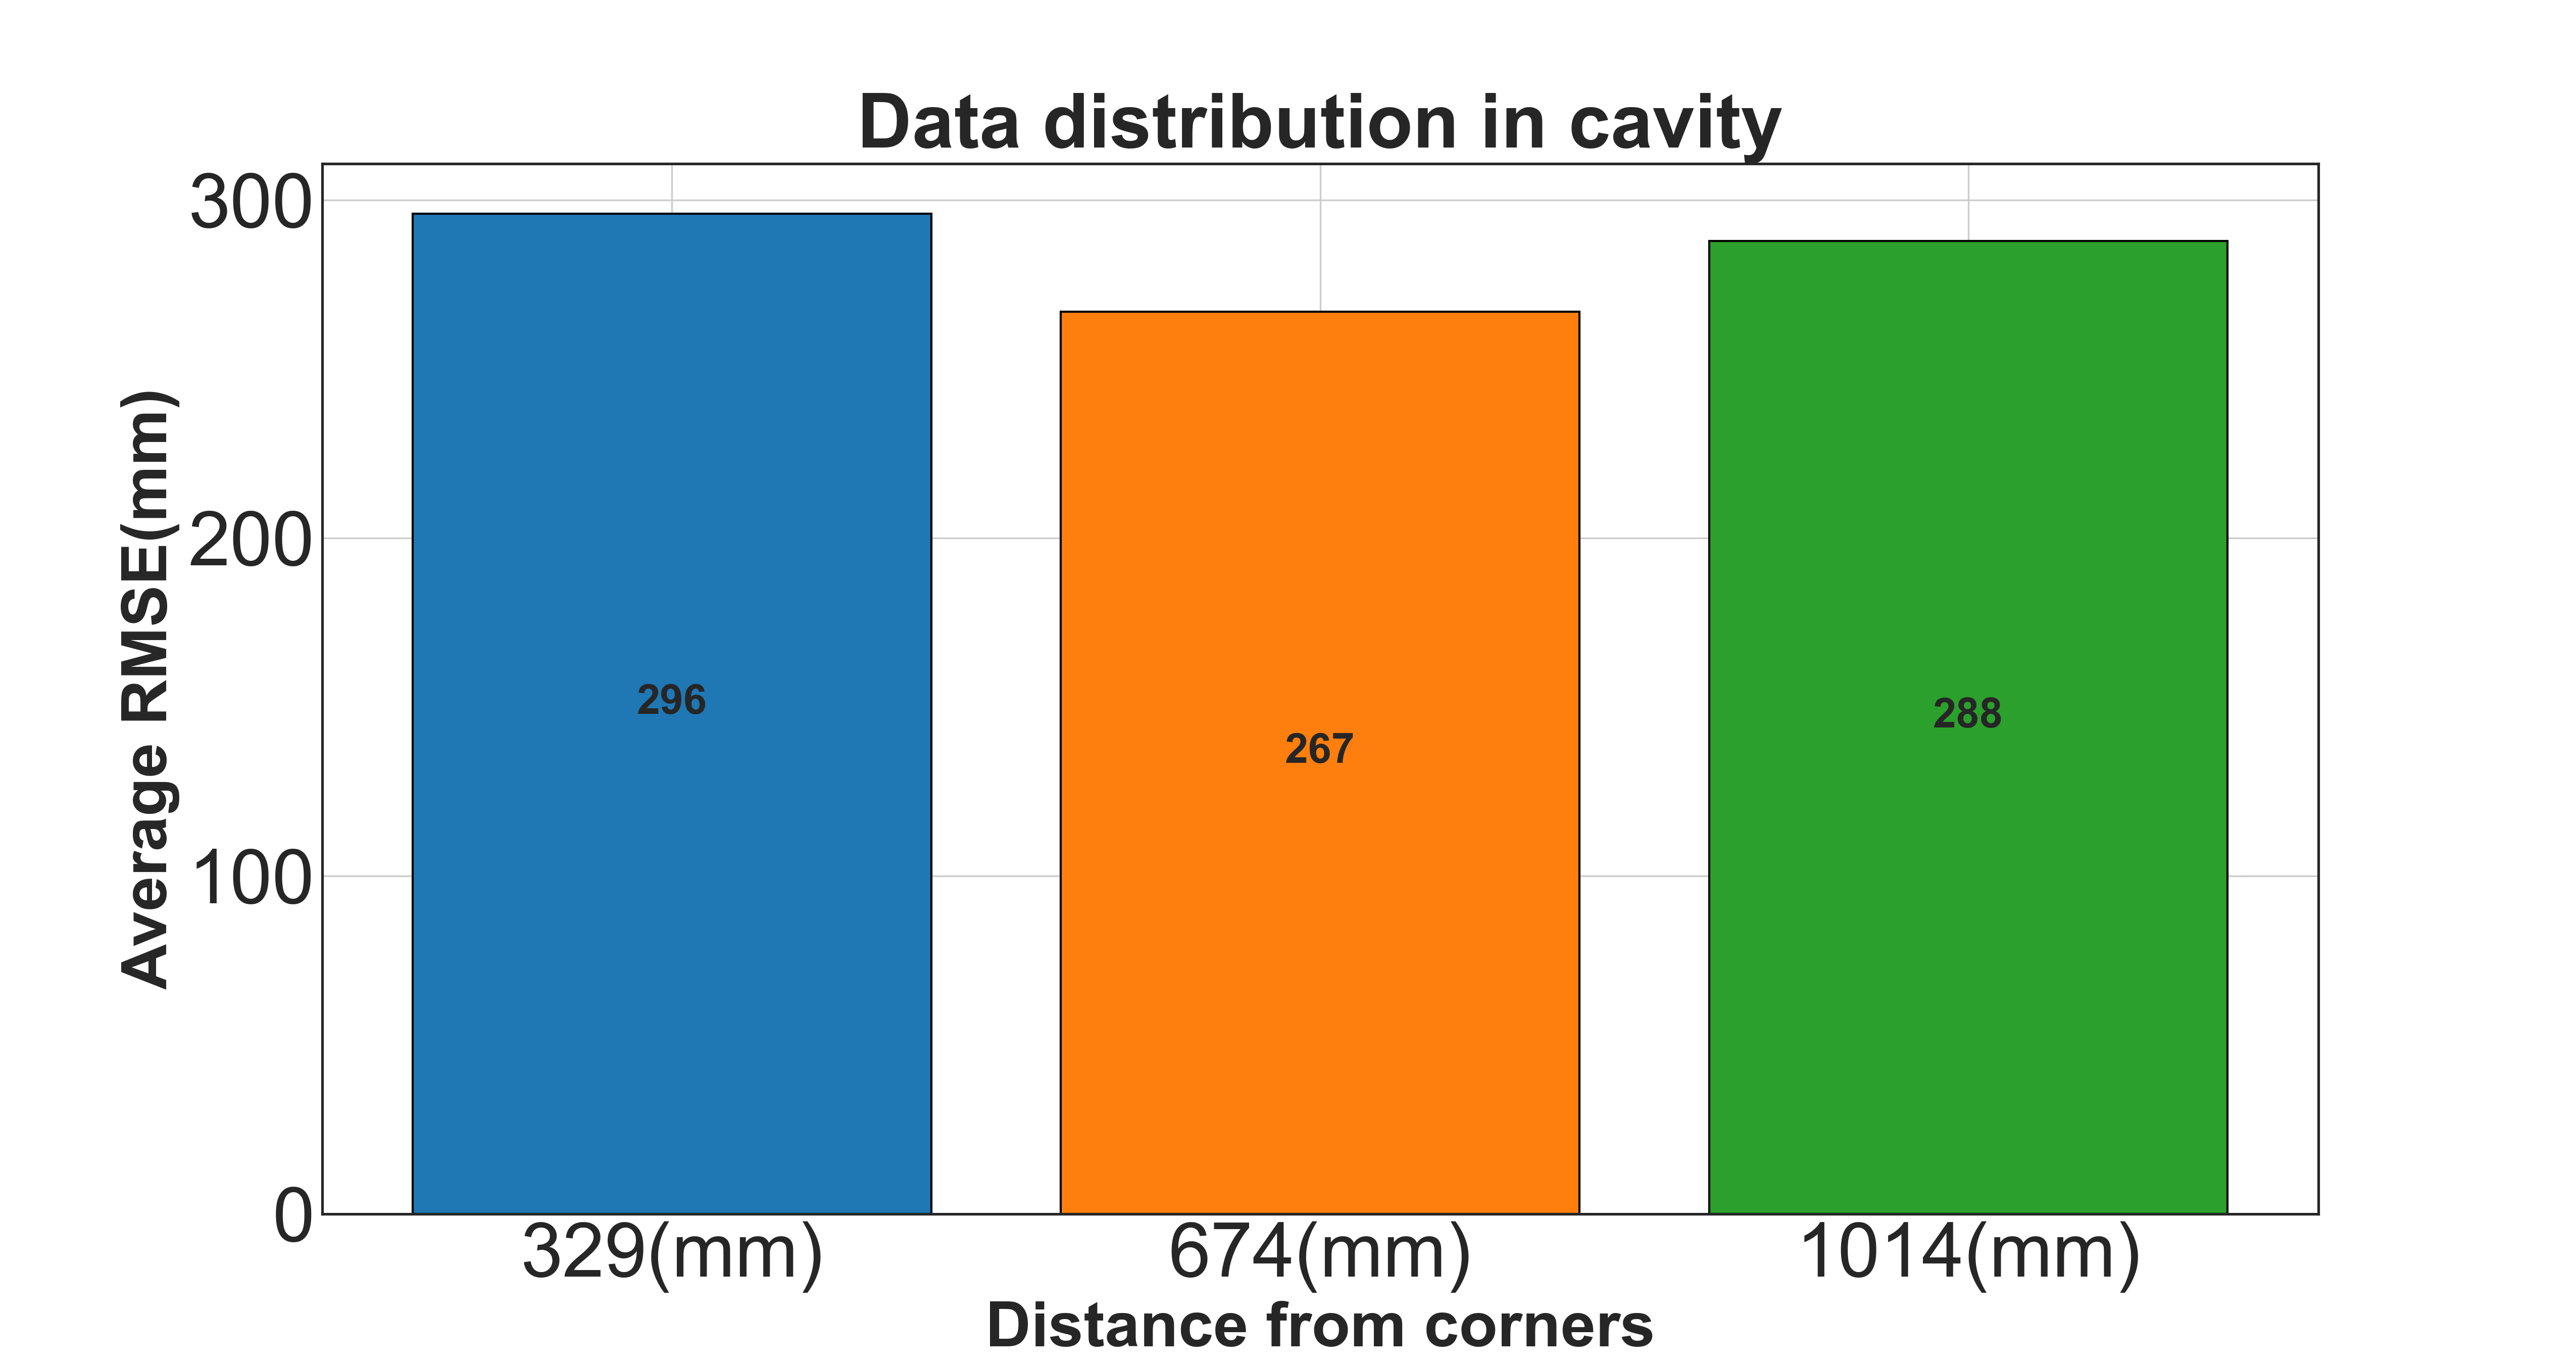 Data distribution in cavity
300
200
100
0
Average RMSE(mm)
296
267
288
329(mm)
674(mm)
1014(mm)
Distance from corners